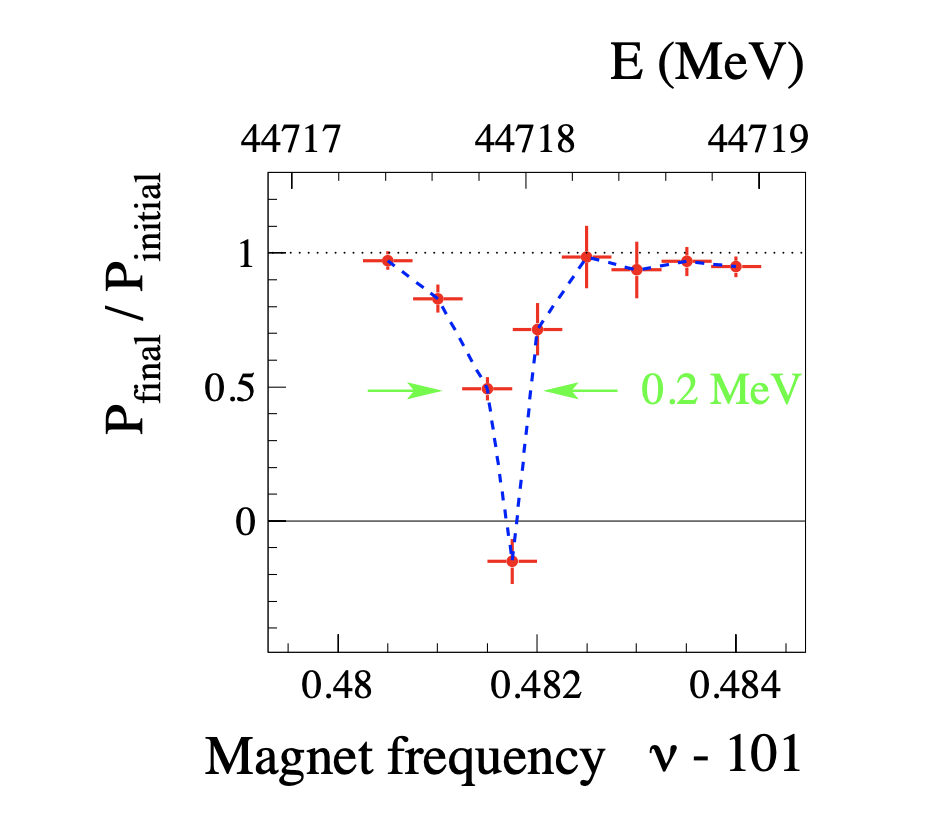 E (MeV)
44717 44718 44719
P_final / P_initial
1
0.5
0.2 MeV
0
0.48 0.482 0.484
Magnet frequency ν - 101